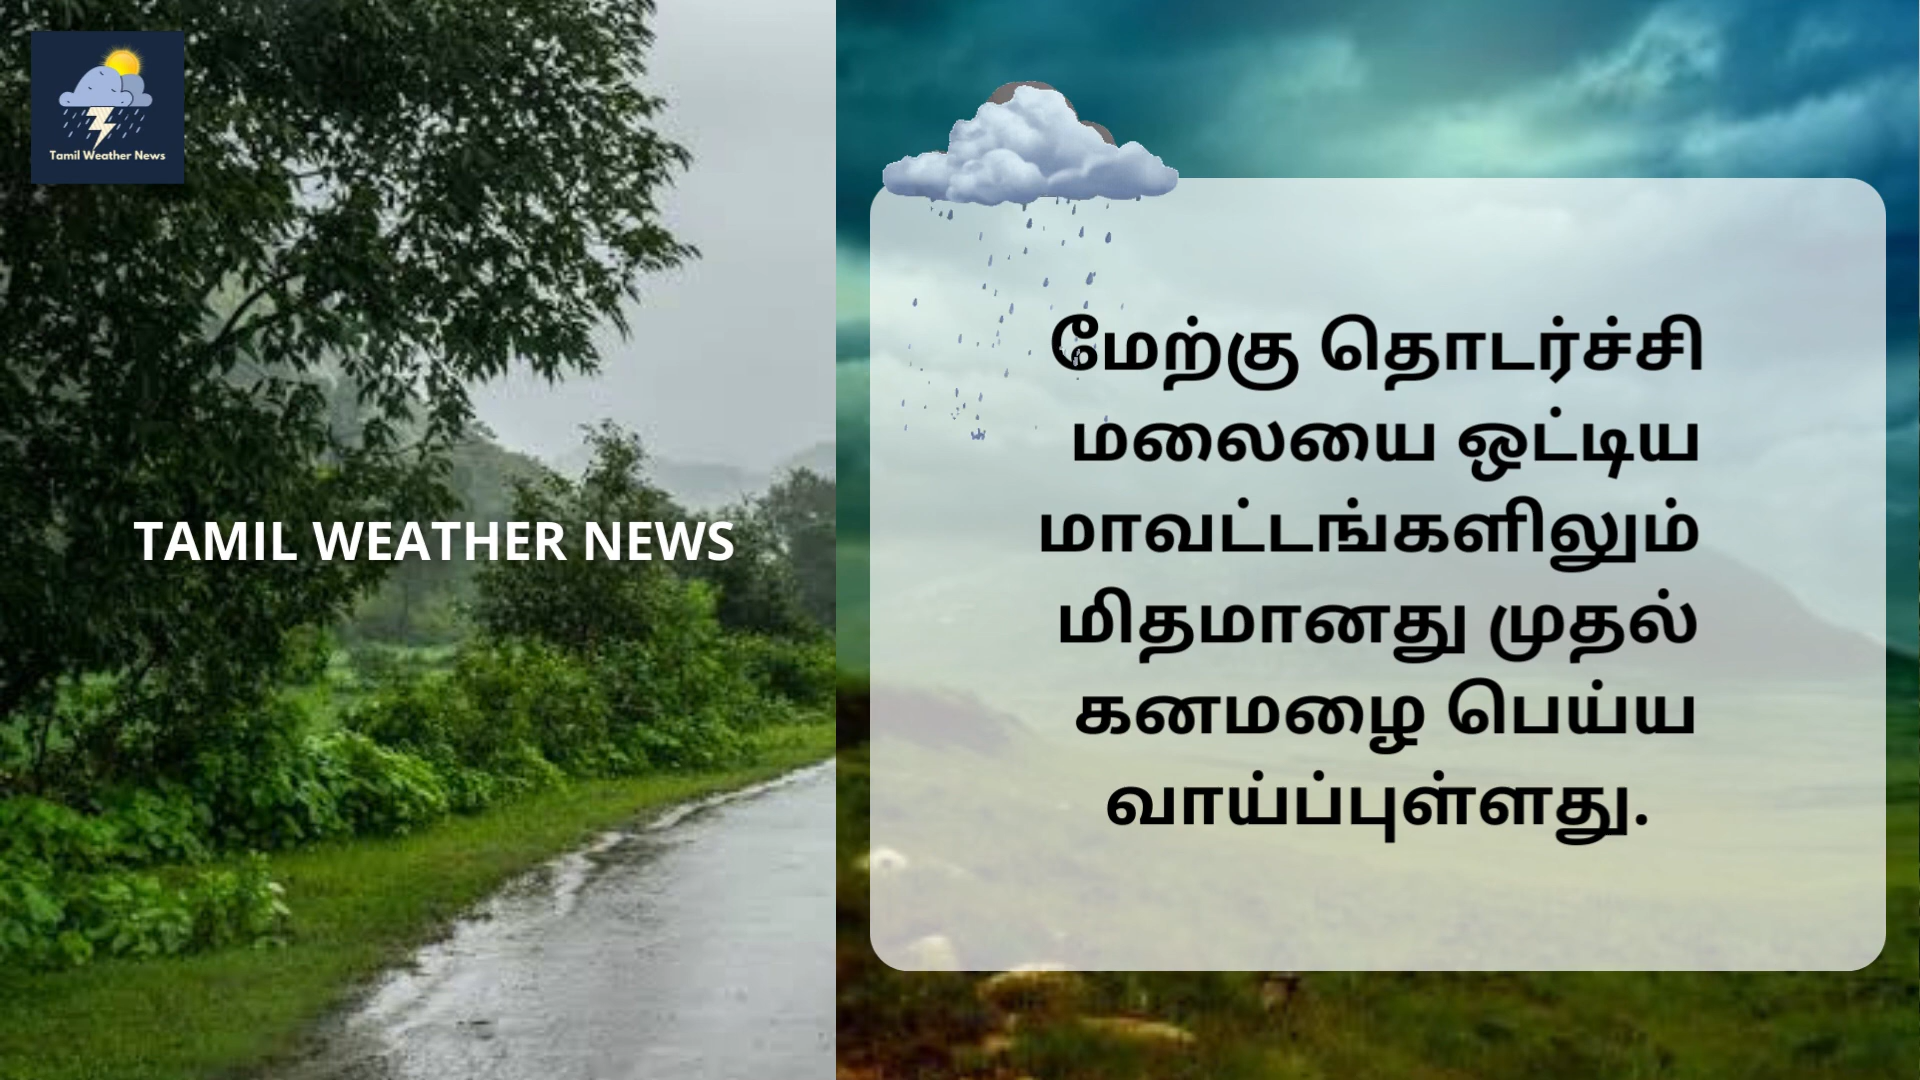 Tamil Weather News
TAMIL WEATHER NEWS
மேற்கு தொடர்ச்சி
மலையை ஒட்டிய
மாவட்டங்களிலும்
மிதமானது முதல்
கனமழை பெய்ய
வாய்ப்புள்ளது.